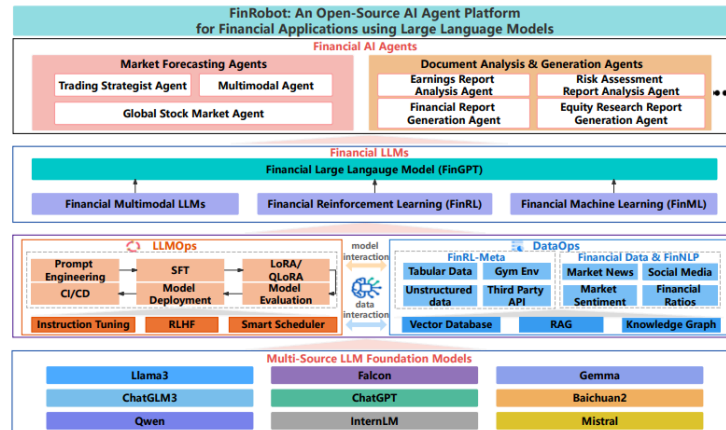 FinRobot: An Open-Source AI Agent Platform
for Financial Applications using Large Language Models
Financial AI Agents
Market Forecasting Agents
Trading Strategist Agent
Multimodal Agent
Global Stock Market Agent
Document Analysis & Generation Agents
Earnings Report
Analysis Agent
Risk Assessment
Report Analysis Agent
Financial Report
Generation Agent
Equity Research Report
Generation Agent
Financial LLMs
Financial Large Langauge Model (FinGPT)
Financial Multimodal LLMs
Financial Reinforcement Learning (FinRL)
Financial Machine Learning (FinML)
LLMOps
Prompt
Engineering
SFT
LoRA/
QLoRA
CI/CD
Model
Deployment
Model
Evaluation
Instruction Tuning
RLHF
Smart Scheduler
model
interaction
data
interaction
DataOps
FinRL-Meta
Tabular Data
Gym Env
Unstructured
data
Third Party
API
Financial Data & FinNLP
Market News
Social Media
Market
Sentiment
Financial
Ratios
Vector Database
RAG
Knowledge Graph
Multi-Source LLM Foundation Models
Llama3
Falcon
Gemma
ChatGLM3
ChatGPT
Baichuan2
Qwen
InternLM
Mistral